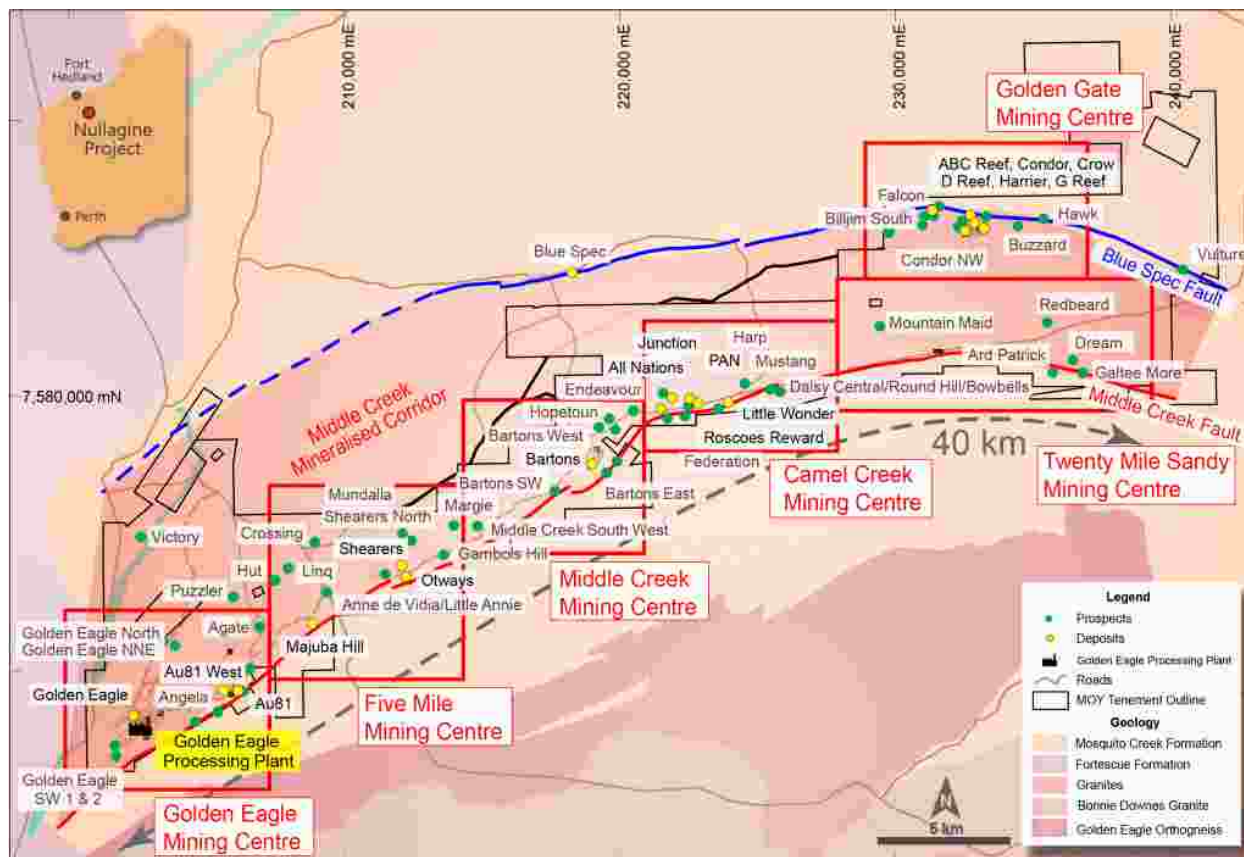 210,000 mE
220,000 mE
230,000 mE
240,000 mE
Port
Hedland
Nullagine
Project
Perth
Golden Gate
Mining Centre
ABC Reef, Condor, Crow
D Reef, Harrier, G Reef
Falcon
Billjim South
Hawk
Buzzard
Condor NW
Vulture
Blue Spec Fault
Blue Spec
Redbeard
Mountain Maid
Dream
Ard Patrick
Galtee More
Middle Creek Fault
Junction
Harp
All Nations
PAN
Mustang
Daisy Central/Round Hill/Bowbells
Little Wonder
Roscoes Reward
Federation
7,580,000 mN
Middle Creek
Mineralised Corridor
Endeavour
Hopetoun
Bartons West
Bartons
Bartons SW
Bartons East
40 km
Camel Creek
Mining Centre
Twenty Mile Sandy
Mining Centre
Mundalla
Shearers North
Margie
Middle Creek South West
Crossing
Shearers
Gambols Hill
Victory
Hut
Linq
Otways
Middle Creek
Mining Centre
Puzzler
Anne de Vidia/Little Annie
Agate
Golden Eagle North
Golden Eagle NNE
Majuba Hill
Au81 West
Golden Eagle
Angela
Au81
Five Mile
Mining Centre
Golden Eagle
Processing Plant
Golden Eagle
SW 1 & 2
Golden Eagle
Mining Centre
5 km
Legend
Prospects
Deposits
Golden Eagle Processing Plant
Roads
MOY Tenement Outline
Geology
Mosquito Creek Formation
Fortescue Formation
Granites
Bonnie Downes Granite
Golden Eagle Orthogneiss